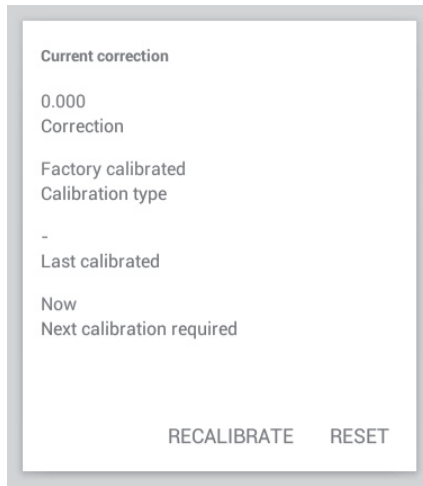 Current correction
0.000
Correction
Factory calibrated
Calibration type
-
Last calibrated
Now
Next calibration required
RECALIBRATE RESET